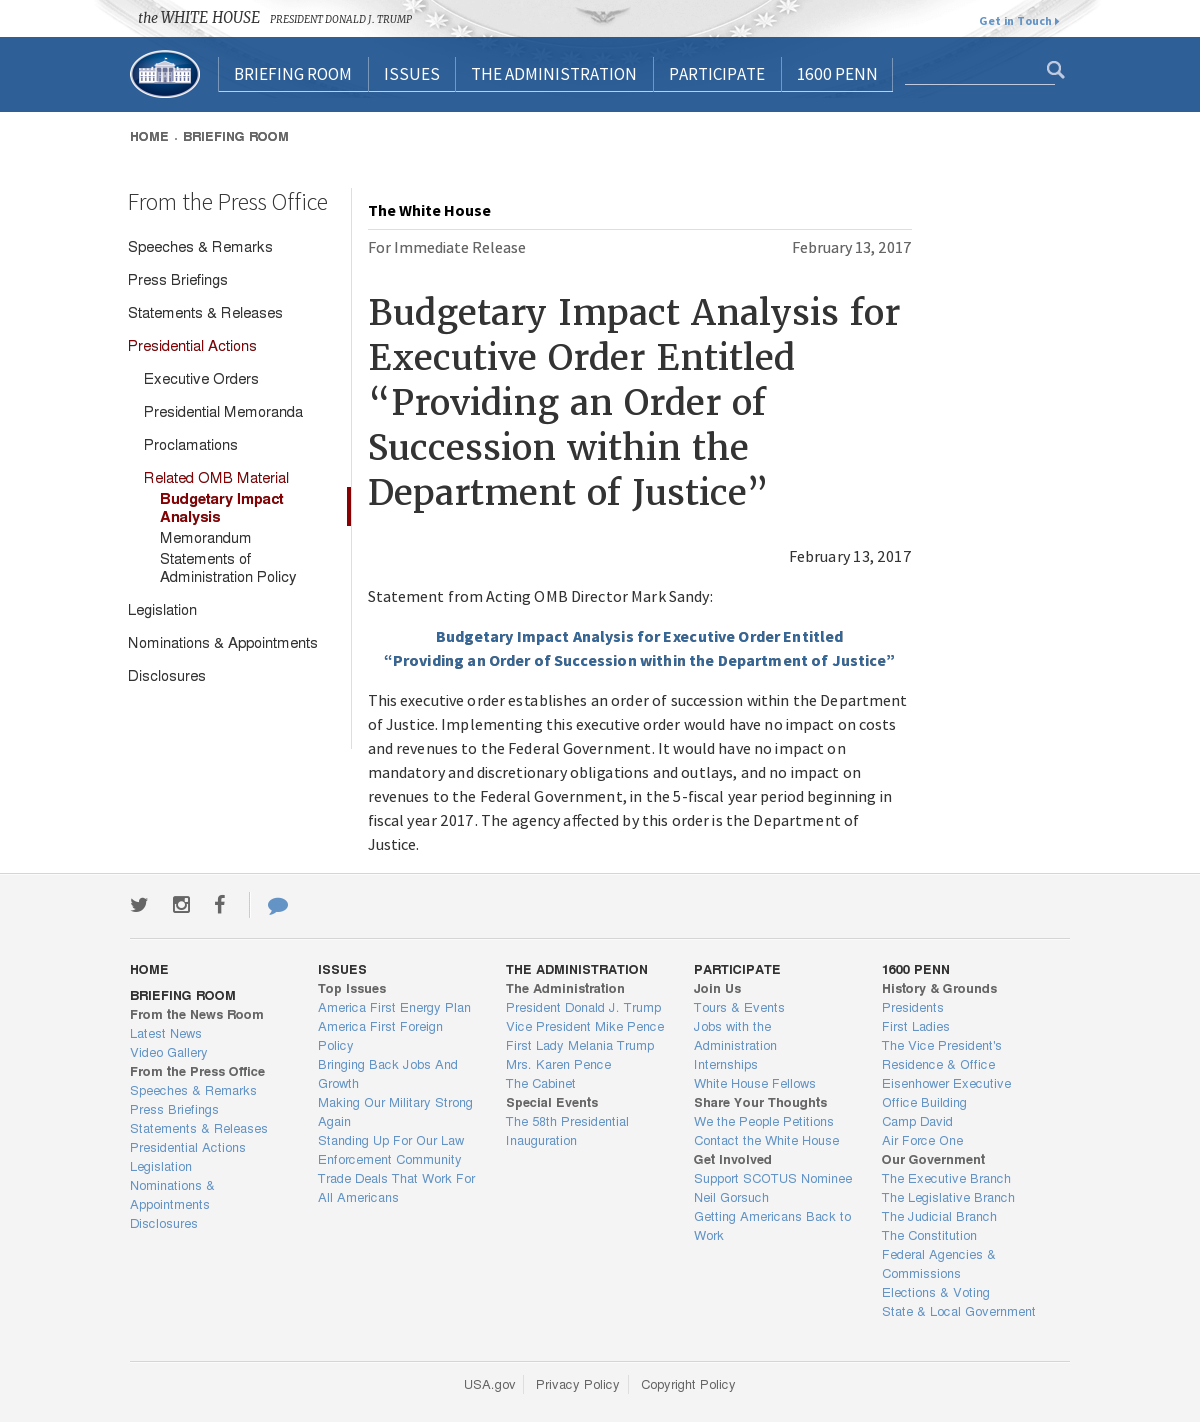 the WHITE HOUSE PRESIDENT DONALD J. TRUMP
Get in Touch
BRIEFING ROOM
ISSUES
THE ADMINISTRATION
PARTICIPATE
1600 PENN
HOME . BRIEFING ROOM
From the Press Office
Speeches & Remarks
Press Briefings
Statements & Releases
Presidential Actions
Executive Orders
Presidential Memoranda
Proclamations
Related OMB Material
Budgetary Impact
Analysis
Memorandum
Statements of
Administration Policy
Legislation
Nominations & Appointments
Disclosures
The White House
For Immediate Release
February 13, 2017
Budgetary Impact Analysis for
Executive Order Entitled
“Providing an Order of
Succession within the
Department of Justice”
February 13, 2017
Statement from Acting OMB Director Mark Sandy:
Budgetary Impact Analysis for Executive Order Entitled
“Providing an Order of Succession within the Department of Justice”
This executive order establishes an order of succession within the Department
of Justice. Implementing this executive order would have no impact on costs
and revenues to the Federal Government. It would have no impact on
mandatory and discretionary obligations and outlays, and no impact on
revenues to the Federal Government, in the 5-fiscal year period beginning in
fiscal year 2017. The agency affected by this order is the Department of
Justice.
HOME
BRIEFING ROOM
From the News Room
Latest News
Video Gallery
From the Press Office
Speeches & Remarks
Press Briefings
Statements & Releases
Presidential Actions
Legislation
Nominations &
Appointments
Disclosures
ISSUES
Top Issues
America First Energy Plan
America First Foreign
Policy
Bringing Back Jobs And
Growth
Making Our Military Strong
Again
Standing Up For Our Law
Enforcement Community
Trade Deals That Work For
All Americans
THE ADMINISTRATION
The Administration
President Donald J. Trump
Vice President Mike Pence
First Lady Melania Trump
Mrs. Karen Pence
The Cabinet
Special Events
The 58th Presidential
Inauguration
PARTICIPATE
Join Us
Tours & Events
Jobs with the
Administration
Internships
White House Fellows
Share Your Thoughts
We the People Petitions
Contact the White House
Get Involved
Support SCOTUS Nominee
Neil Gorsuch
Getting Americans Back to
Work
1600 PENN
History & Grounds
Presidents
First Ladies
The Vice President's
Residence & Office
Eisenhower Executive
Office Building
Camp David
Air Force One
Our Government
The Executive Branch
The Legislative Branch
The Judicial Branch
The Constitution
Federal Agencies &
Commissions
Elections & Voting
State & Local Government
USA.gov
Privacy Policy
Copyright Policy